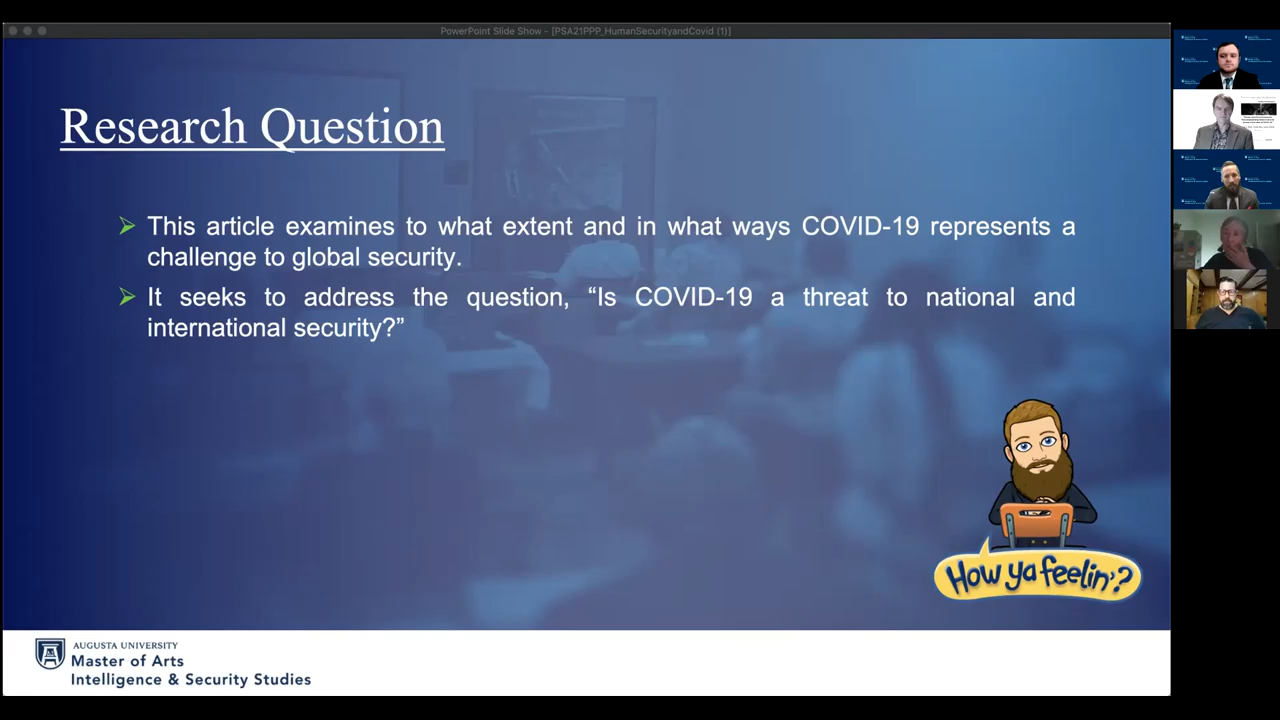 PowerPoint Slide Show - [PSA21PPP_HumanSecurityandCovid (1)]
Research Question
This article examines to what extent and in what ways COVID-19 represents a
challenge to global security.
It seeks to address the question, “Is COVID-19 a threat to national and
international security?”
How ya feelin'?
AUGUSTA UNIVERSITY
Master of Arts
Intelligence & Security Studies